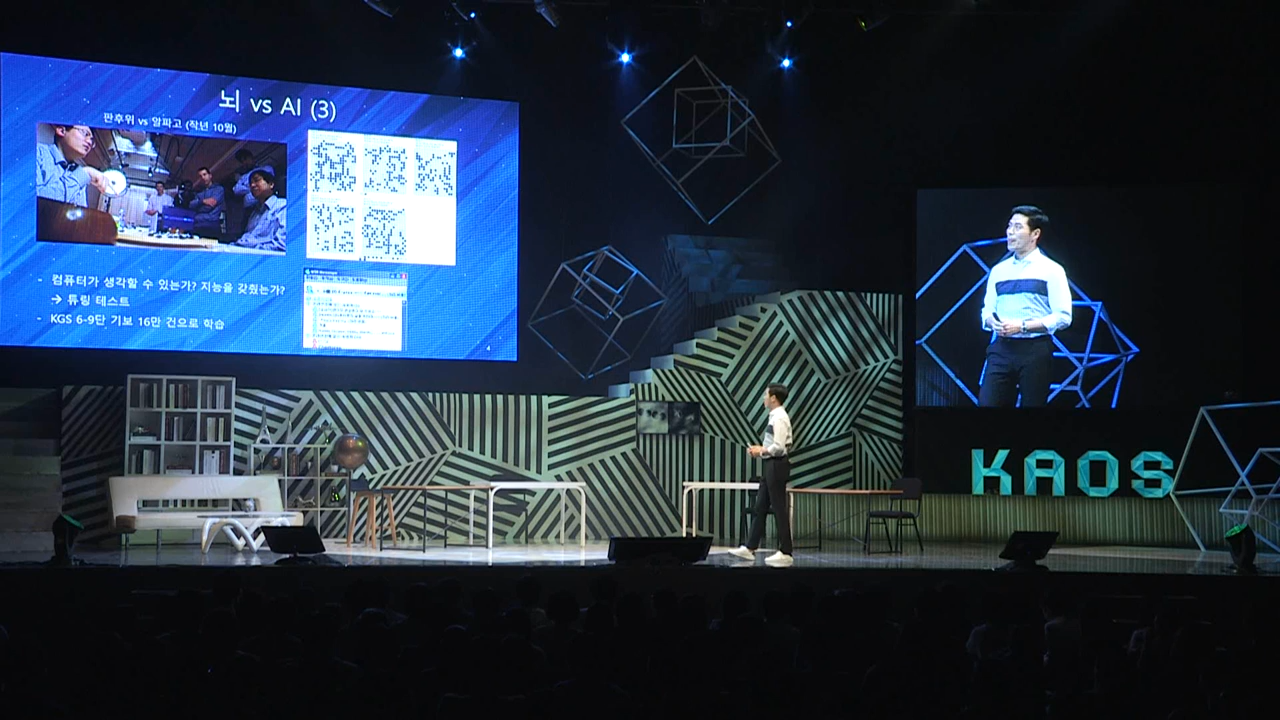 뇌 vs AI (3)
판후위 vs 알파고 (작년 10월)
- 컴퓨터가 생각할 수 있는가? 지능을 갖췄는가?
→ 튜링 테스트
- KGS 6-9단 기보 16만 건으로 학습
4
KAOS